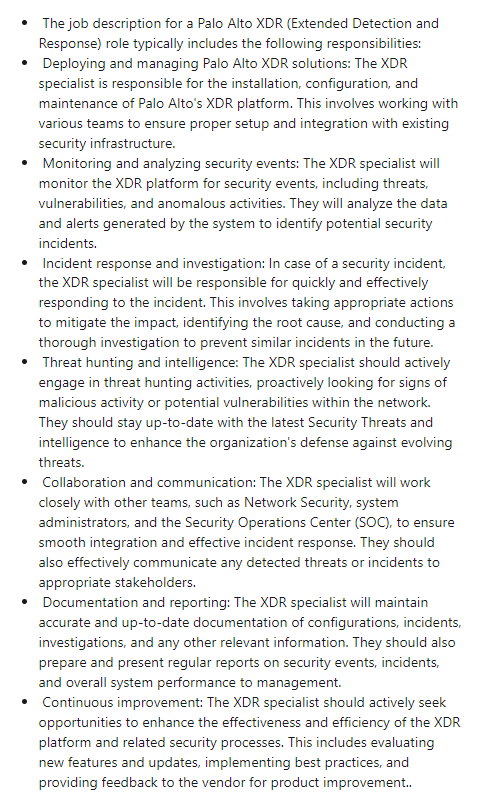 • The job description for a Palo Alto XDR (Extended Detection and
Response) role typically includes the following responsibilities:
• Deploying and managing Palo Alto XDR solutions: The XDR
specialist is responsible for the installation, configuration, and
maintenance of Palo Alto's XDR platform. This involves working with
various teams to ensure proper setup and integration with existing
security infrastructure.
• Monitoring and analyzing security events: The XDR specialist will
monitor the XDR platform for security events, including threats,
vulnerabilities, and anomalous activities. They will analyze the data
and alerts generated by the system to identify potential security
incidents.
• Incident response and investigation: In case of a security incident,
the XDR specialist will be responsible for quickly and effectively
responding to the incident. This involves taking appropriate actions
to mitigate the impact, identifying the root cause, and conducting a
thorough investigation to prevent similar incidents in the future.
• Threat hunting and intelligence: The XDR specialist should actively
engage in threat hunting activities, proactively looking for signs of
malicious activity or potential vulnerabilities within the network.
They should stay up-to-date with the latest Security Threats and
intelligence to enhance the organization's defense against evolving
threats.
• Collaboration and communication: The XDR specialist will work
closely with other teams, such as Network Security, system
administrators, and the Security Operations Center (SOC), to ensure
smooth integration and effective incident response. They should
also effectively communicate any detected threats or incidents to
appropriate stakeholders.
• Documentation and reporting: The XDR specialist will maintain
accurate and up-to-date documentation of configurations, incidents,
investigations, and any other relevant information. They should also
prepare and present regular reports on security events, incidents,
and overall system performance to management.
• Continuous improvement: The XDR specialist should actively seek
opportunities to enhance the effectiveness and efficiency of the XDR
platform and related security processes. This includes evaluating
new features and updates, implementing best practices, and
providing feedback to the vendor for product improvement..